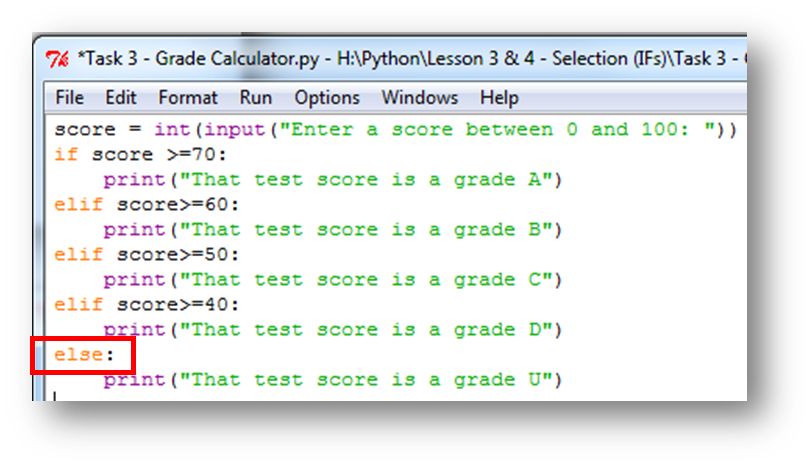 *Task 3 - Grade Calculator.py - H:\Python\Lesson 3 & 4 - Selection (IFs)\Task 3 -
File Edit Format Run Options Windows Help
score = int(input("Enter a score between 0 and 100: "))
if score >=70:
    print("That test score is a grade A")
elif score>=60:
    print("That test score is a grade B")
elif score>=50:
    print("That test score is a grade C")
elif score>=40:
    print("That test score is a grade D")
else:
    print("That test score is a grade U")